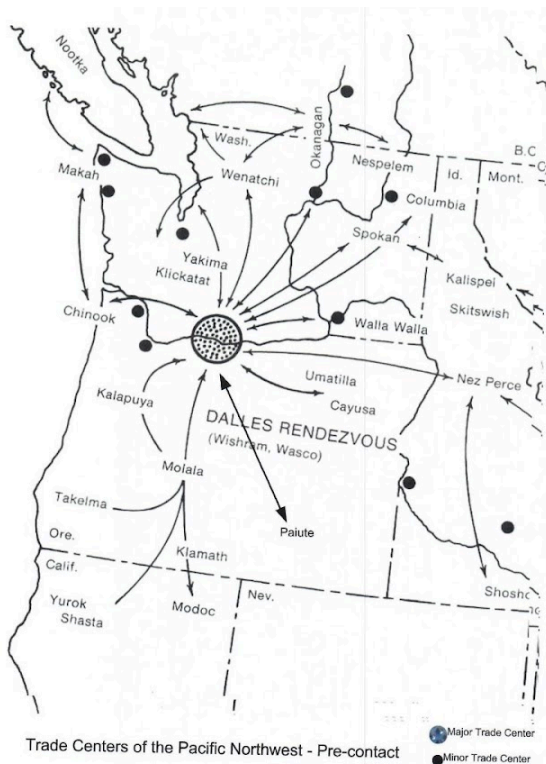 Nootka
Wash.
Okanagan
B.C
Nespelem
Id.
Mont.
Makah
Wenatchi
Columbia
Spokan
Yakima
Klickatat
Kalispel
Skitswish
Chinook
Walla Walla
Umatilla
Nez Perce
Kalapuya
Cayusa
DALLES RENDEZVOUS
(Wishram, Wasco)
Molala
Takelma
Paiute
Ore.
Klamath
Calif.
Shosho
Yurok
Shasta
Modoc
Nev.
Major Trade Center
Trade Centers of the Pacific Northwest - Pre-contact
Minor Trade Center